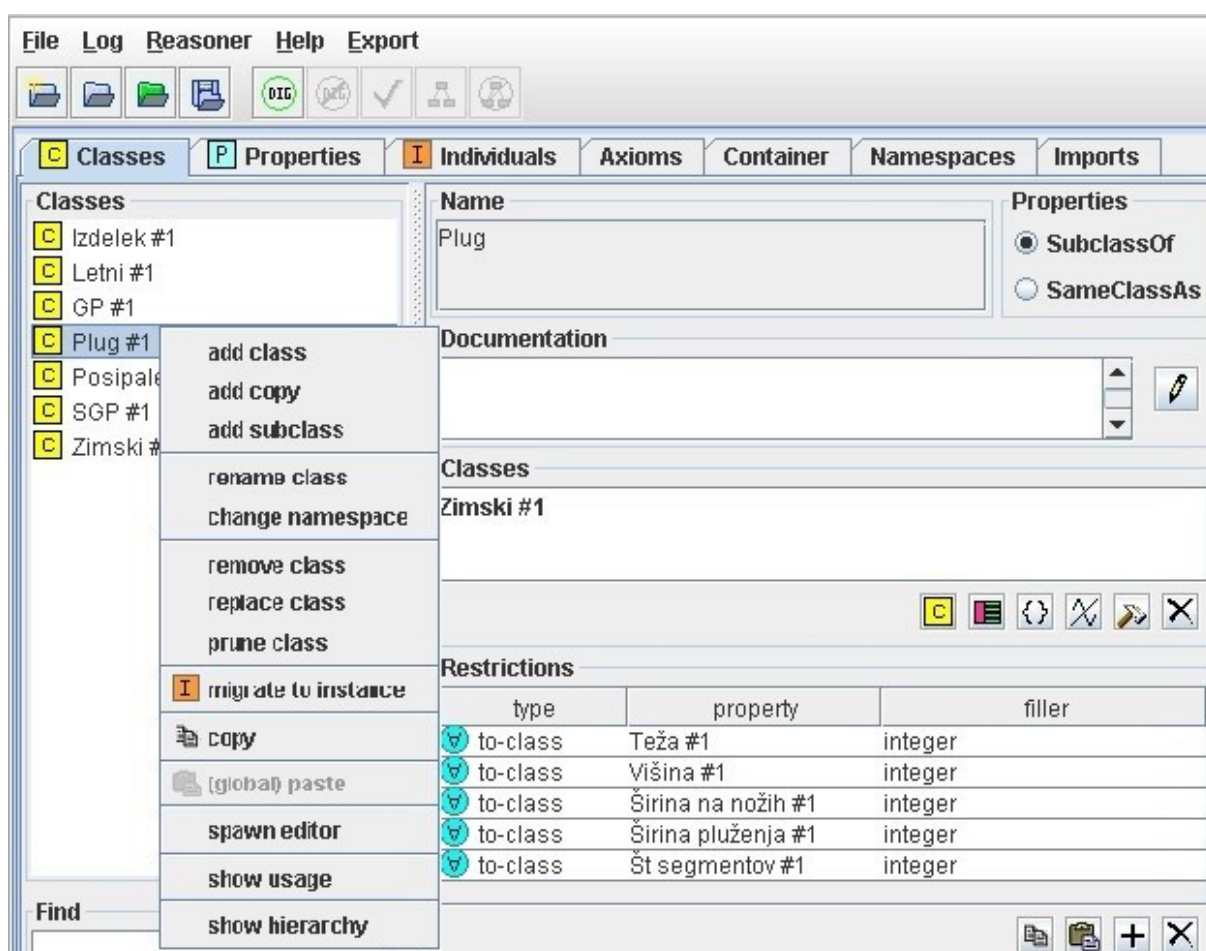 File Log Reasoner Help Export
DIG DIG
C Classes P Properties I Individuals Axioms Container Namespaces Imports
Classes
C Izdelek #1
C Letni #1
C GP #1
C Plug #1
C Posipale
C SGP #1
C Zimski #
add class
add copy
add subclass
rename class
change namespace
remove class
replace class
prune class
I migrate to instance
copy
(global) paste
spawn editor
show usage
show hierarchy
Find
Name
Plug
Properties
SubclassOf
SameClassAs
Documentation
Classes
Zimski #1
C {}
Restrictions
type property filler
∀ to-class Teža #1 integer
∀ to-class Višina #1 integer
∀ to-class Širina na nožih #1 integer
∀ to-class Širina pluženja #1 integer
∀ to-class Št segmentov #1 integer